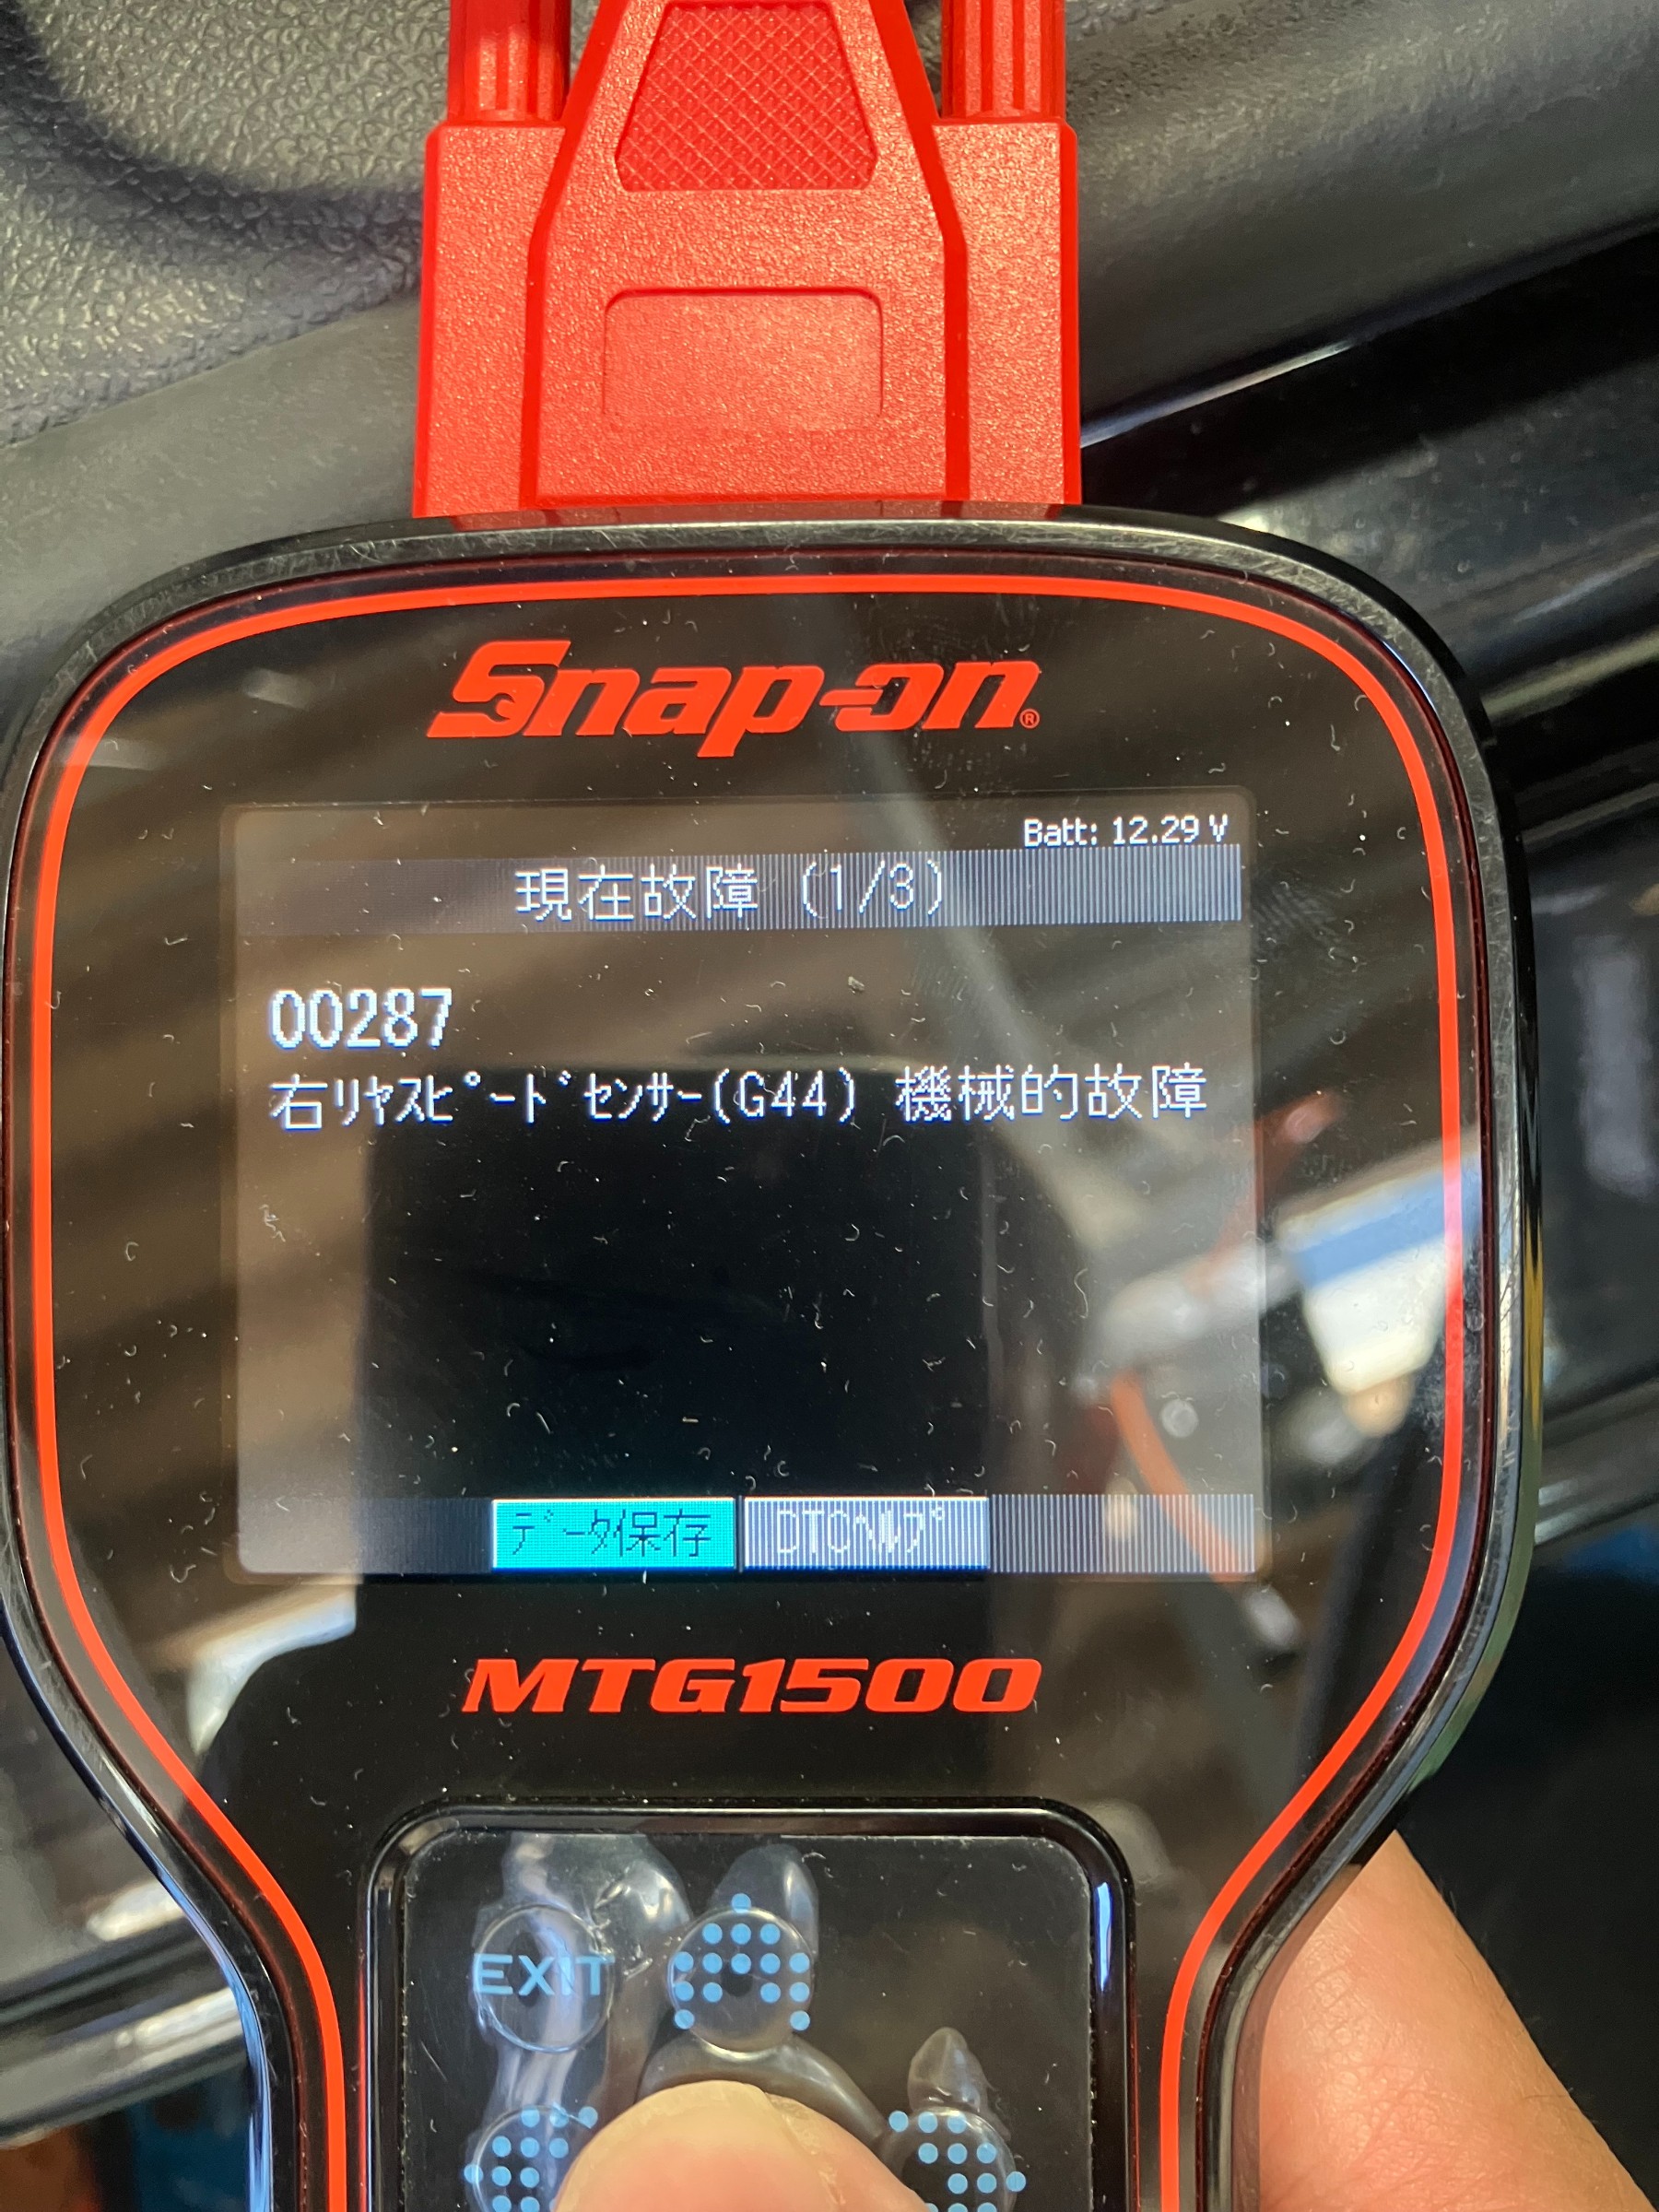 Snap-on®
Batt: 12.29 V
現在故障 (1/3)
00287
右ﾘﾔｽﾋﾟｰﾄﾞｾﾝｻｰ(G44) 機械的故障
ﾃﾞｰﾀ保存 DTCﾍﾙﾌﾟ
MTG1500
EXIT